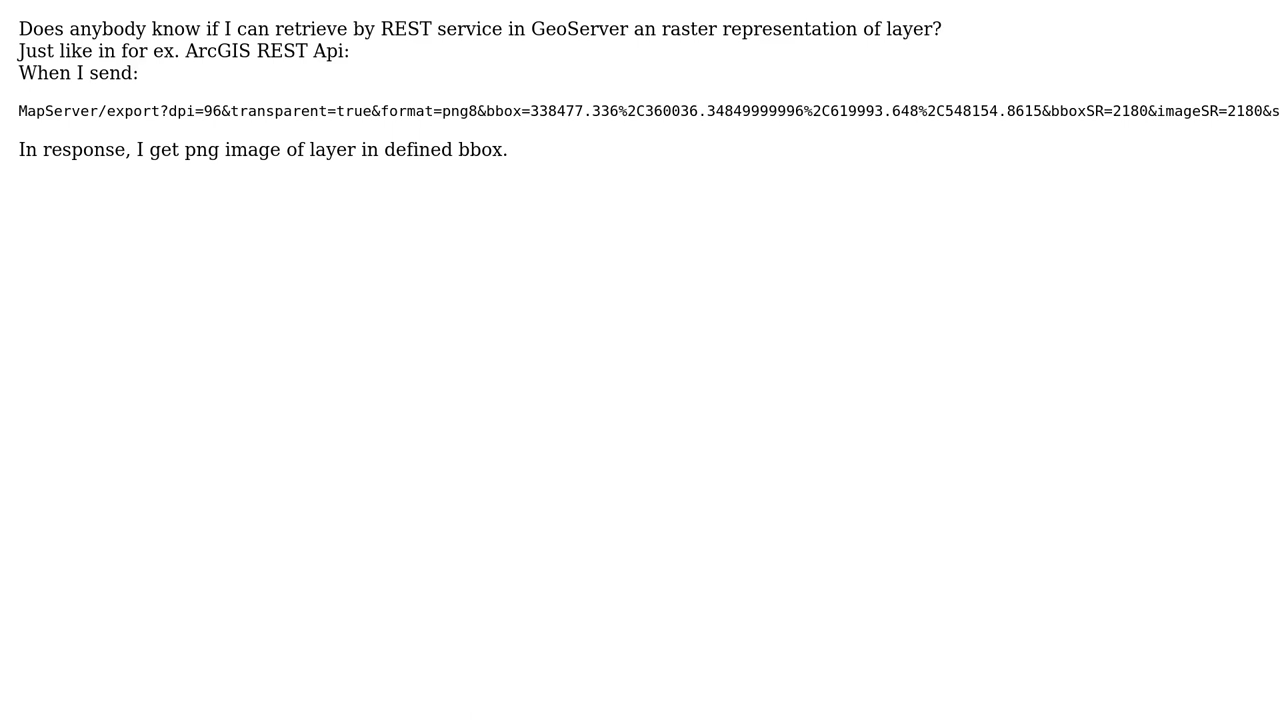 Does anybody know if I can retrieve by REST service in GeoServer an raster representation of layer?
Just like in for ex. ArcGIS REST Api:
When I send:
MapServer/export?dpi=96&transparent=true&format=png8&bbox=338477.336%2C360036.34849999996%2C619993.648%2C548154.8615&bboxSR=2180&imageSR=2180&s
In response, I get png image of layer in defined bbox.